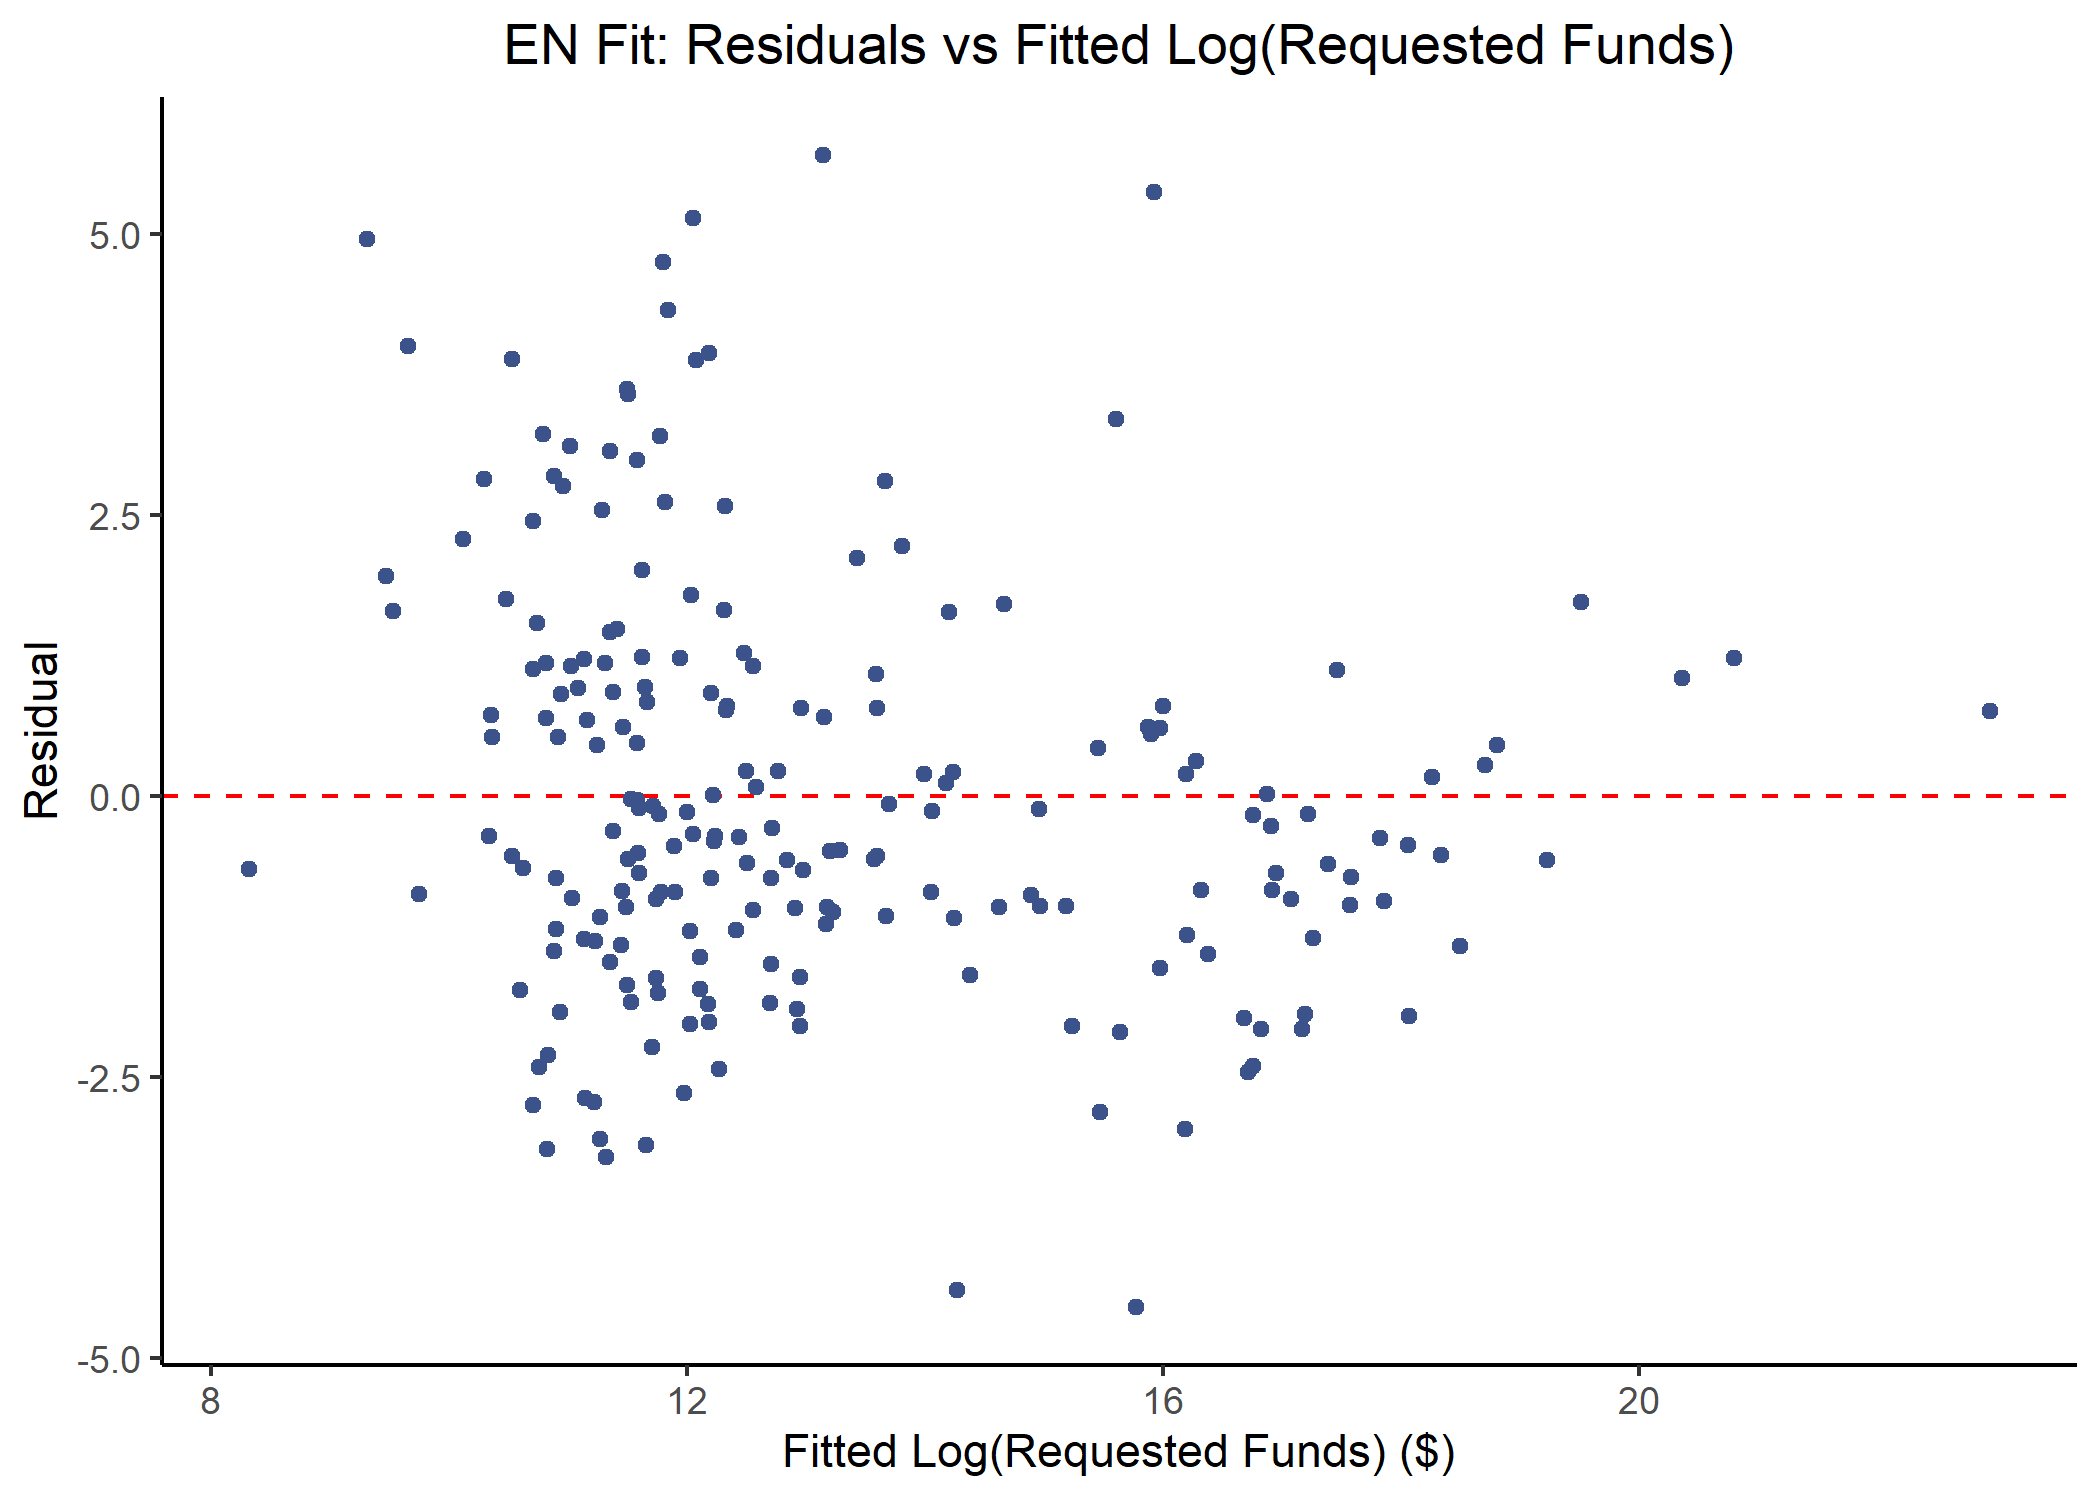 EN Fit: Residuals vs Fitted Log(Requested Funds)
Residual
5.0
2.5
0.0
-2.5
-5.0
8 12 16 20
Fitted Log(Requested Funds) ($)